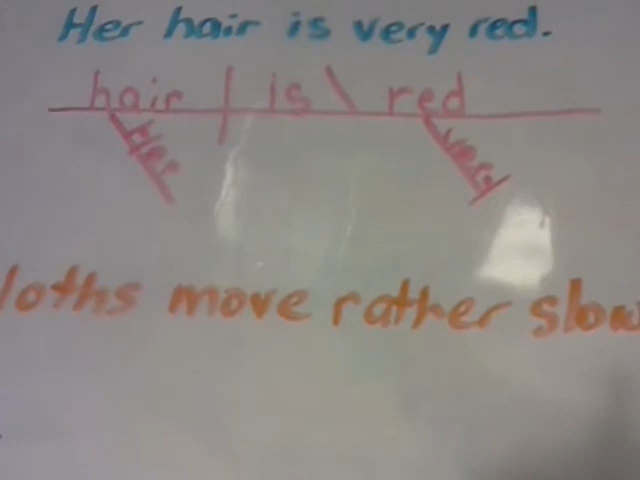 Her hair is very red.
hair is red
Her very
loths move rather slow